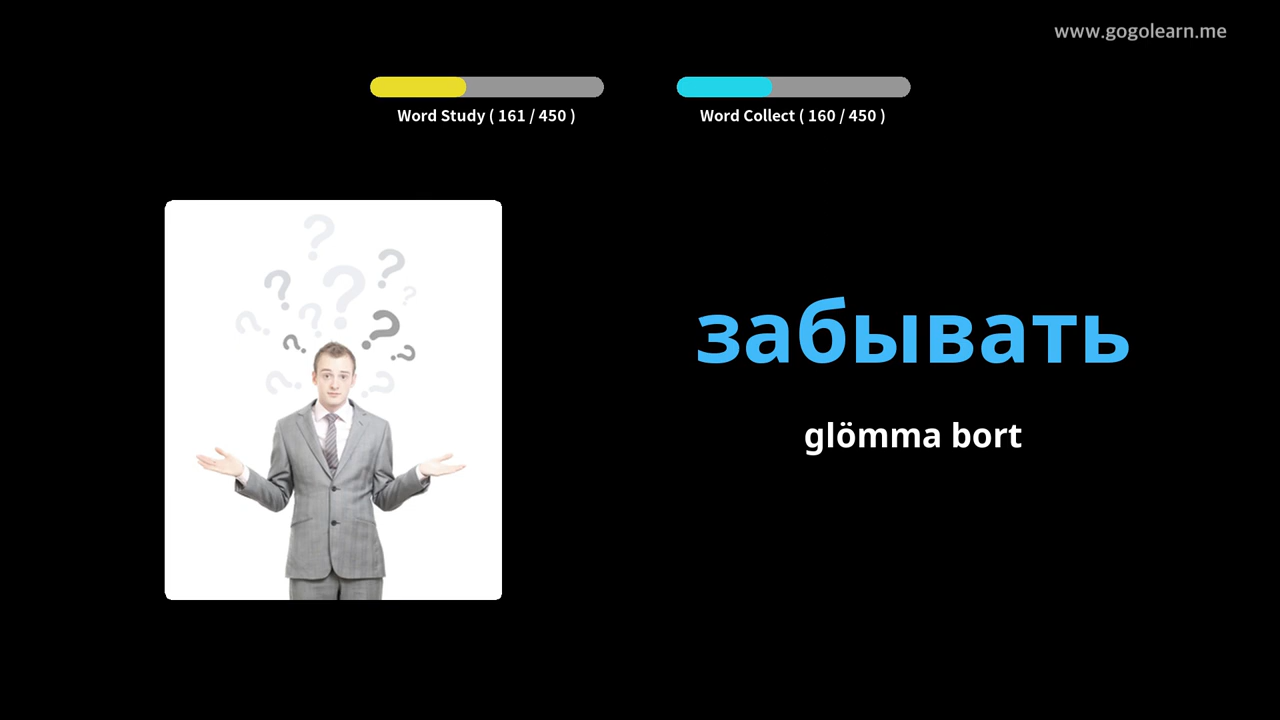 www.gogolearn.me
Word Study ( 161 / 450 )
Word Collect ( 160 / 450 )
забывать
glömma bort